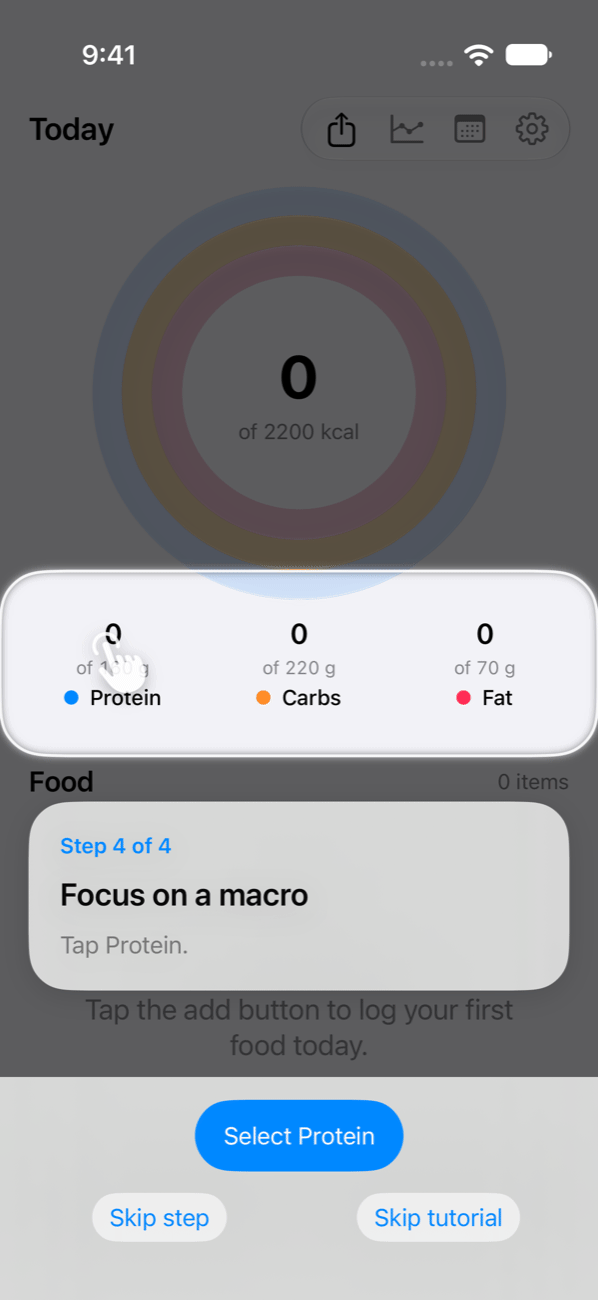 9:41
Today
0
of 2200 kcal
0
of g
Protein
0
of 220 g
Carbs
0
of 70 g
Fat
Food
0 items
Step 4 of 4
Focus on a macro
Tap Protein.
Tap the add button to log your first
food today.
Select Protein
Skip step
Skip tutorial